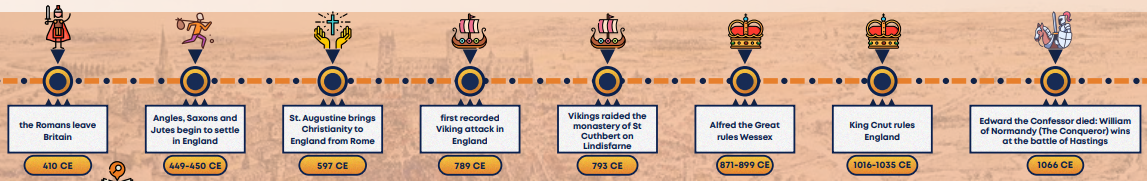 the Romans leave
Britain
410 CE
Angles, Saxons and
Jutes begin to settle
in England
449-450 CE
St. Augustine brings
Christianity to
England from Rome
597 CE
first recorded
Viking attack in
England
789 CE
Vikings raided the
monastery of St
Cuthbert on
Lindisfarne
793 CE
Alfred the Great
rules Wessex
871-899 CE
King Cnut rules
England
1016-1035 CE
Edward the Confessor died: William
of Normandy (The Conqueror) wins
at the battle of Hastings
1066 CE